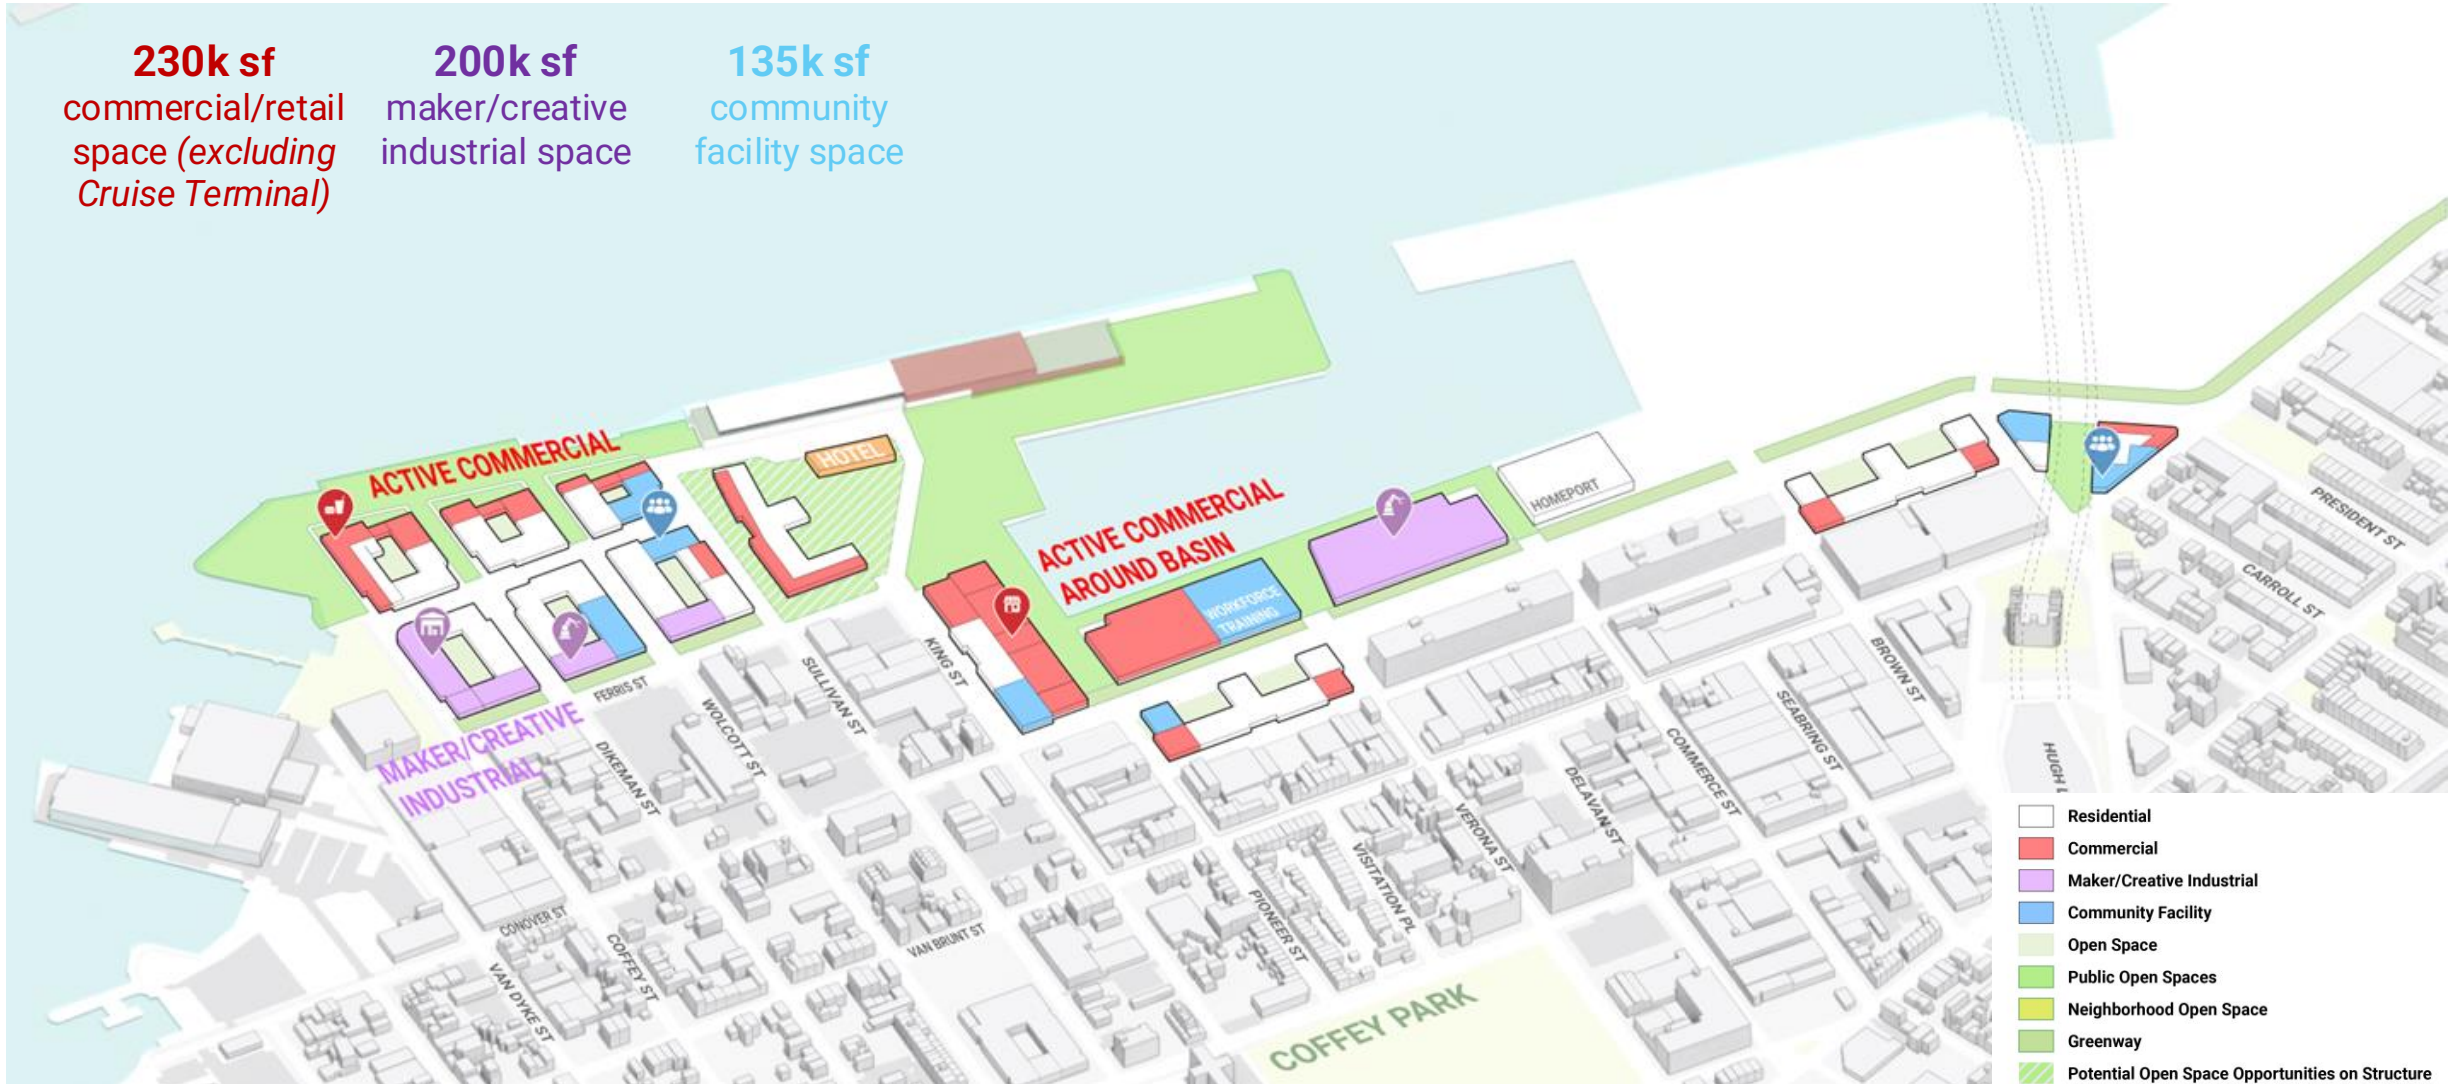 230k sf
commercial/retail
space (excluding
Cruise Terminal)
200k sf
maker/creative
industrial space
135k sf
community
facility space
ACTIVE COMMERCIAL
HOTEL
ACTIVE COMMERCIAL
AROUND BASIN
WORKFORCE
TRAINING
HOMEPORT
MAKER/CREATIVE
INDUSTRIAL
FERRIS ST
DIKEMAN ST
WOLCOTT ST
SULLIVAN ST
KING ST
CONOVER ST
VAN DYKE ST
COFFEY ST
VAN BRUNT ST
PIONEER ST
VISITATION PL
VERONA ST
DELAVAN ST
COMMERCE ST
SEABRING ST
BROWN ST
PRESIDENT ST
CARROLL ST
HUGH L
COFFEY PARK
Residential
Commercial
Maker/Creative Industrial
Community Facility
Open Space
Public Open Spaces
Neighborhood Open Space
Greenway
Potential Open Space Opportunities on Structure